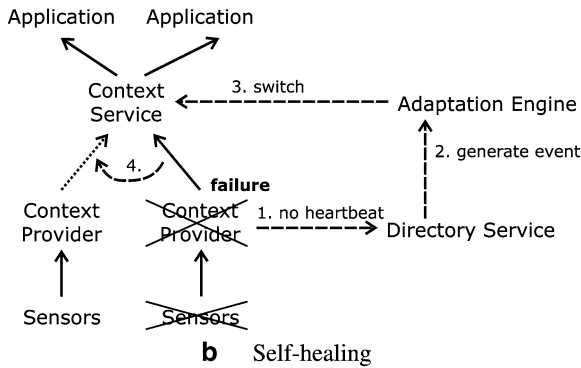 Application Application
Context
Service
3. switch
Adaptation Engine
4.
2. generate event
failure
Context
Provider
Context
Provider
1. no heartbeat
Directory Service
Sensors
Sensors
b Self-healing